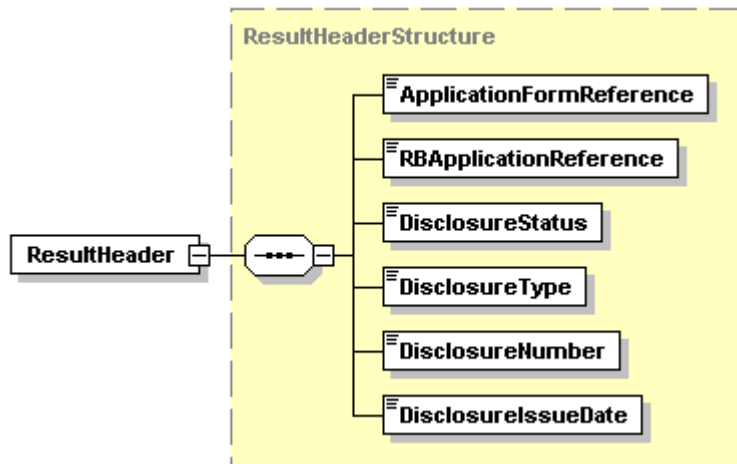 ResultHeaderStructure
ApplicationFormReference
RBApplicationReference
DisclosureStatus
ResultHeader
DisclosureType
DisclosureNumber
DisclosureIssueDate